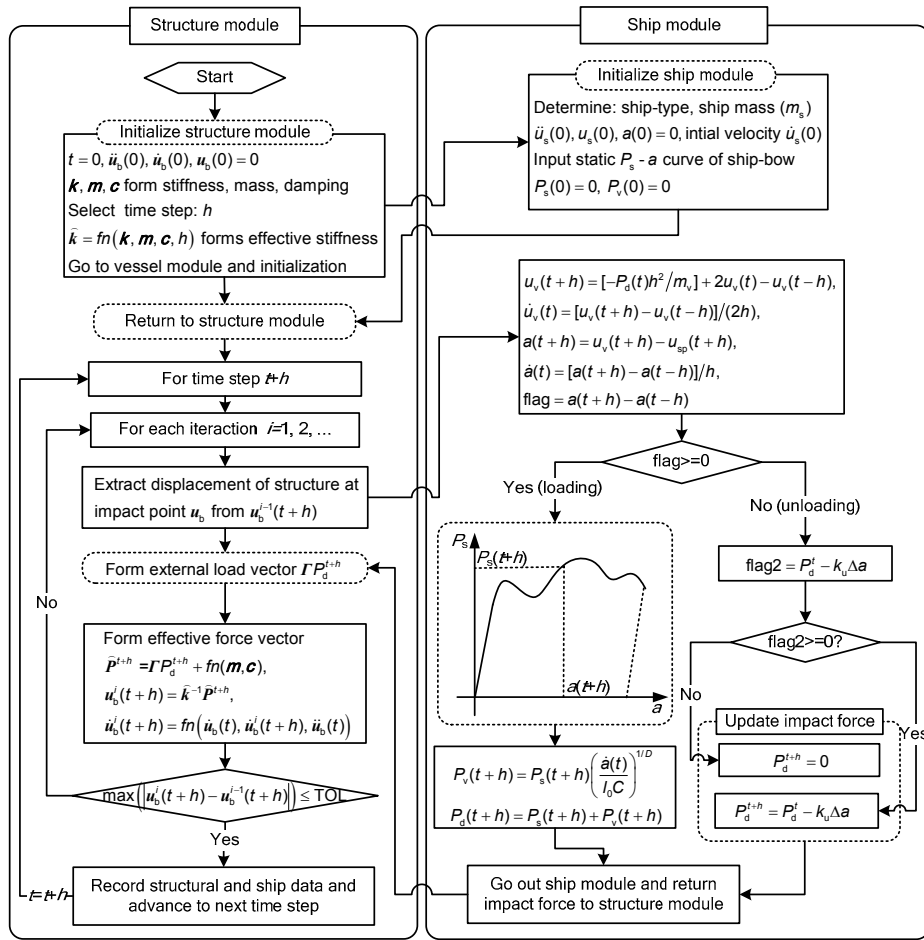 Structure module
Start
Initialize structure module
t = 0, ü_b(0), u̇_b(0), u_b(0) = 0
k, m, c form stiffness, mass, damping
Select time step: h
k̂ = fn(k, m, c, h) forms effective stiffness
Go to vessel module and initialization
Return to structure module
For time step t+h
For each iteraction i=1, 2, ...
Extract displacement of structure at
impact point u_b from u_b^{i-1}(t + h)
Form external load vector ΓP_d^{t+h}
No
Form effective force vector
P̂^{t+h} = ΓP_d^{t+h} + fn(m, c),
u_b^i(t + h) = k̂^{-1} P̂^{t+h},
u̇_b^i(t + h) = fn(u̇_b(t), u̇_b^i(t + h), ü_b(t))
max(|u_b^i(t + h) − u_b^{i-1}(t + h)|) ≤ TOL
Yes
Record structural and ship data and
advance to next time step
t=t+h
Ship module
Initialize ship module
Determine: ship-type, ship mass (m_s)
ü_s(0), u_s(0), a(0) = 0, intial velocity u̇_s(0)
Input static P_s - a curve of ship-bow
P_s(0) = 0, P_v(0) = 0
u_v(t + h) = [−P_d(t)h²/m_v] + 2u_v(t) − u_v(t − h),
u̇_v(t) = [u_v(t + h) − u_v(t − h)]/(2h),
a(t + h) = u_v(t + h) − u_sp(t + h),
ȧ(t) = [a(t + h) − a(t − h)]/h,
flag = a(t + h) − a(t − h)
flag>=0
Yes (loading)
No (unloading)
P_s
P_s(t+h)
a(t+h)
a
flag2 = P_d^t − k_u Δa
flag2>=0?
No
Yes
Update impact force
P_d^{t+h} = 0
P_d^{t+h} = P_d^t − k_u Δa
P_v(t + h) = P_s(t + h)(ȧ(t)/(l_0 C))^{1/D}
P_d(t + h) = P_s(t + h) + P_v(t + h)
Go out ship module and return
impact force to structure module